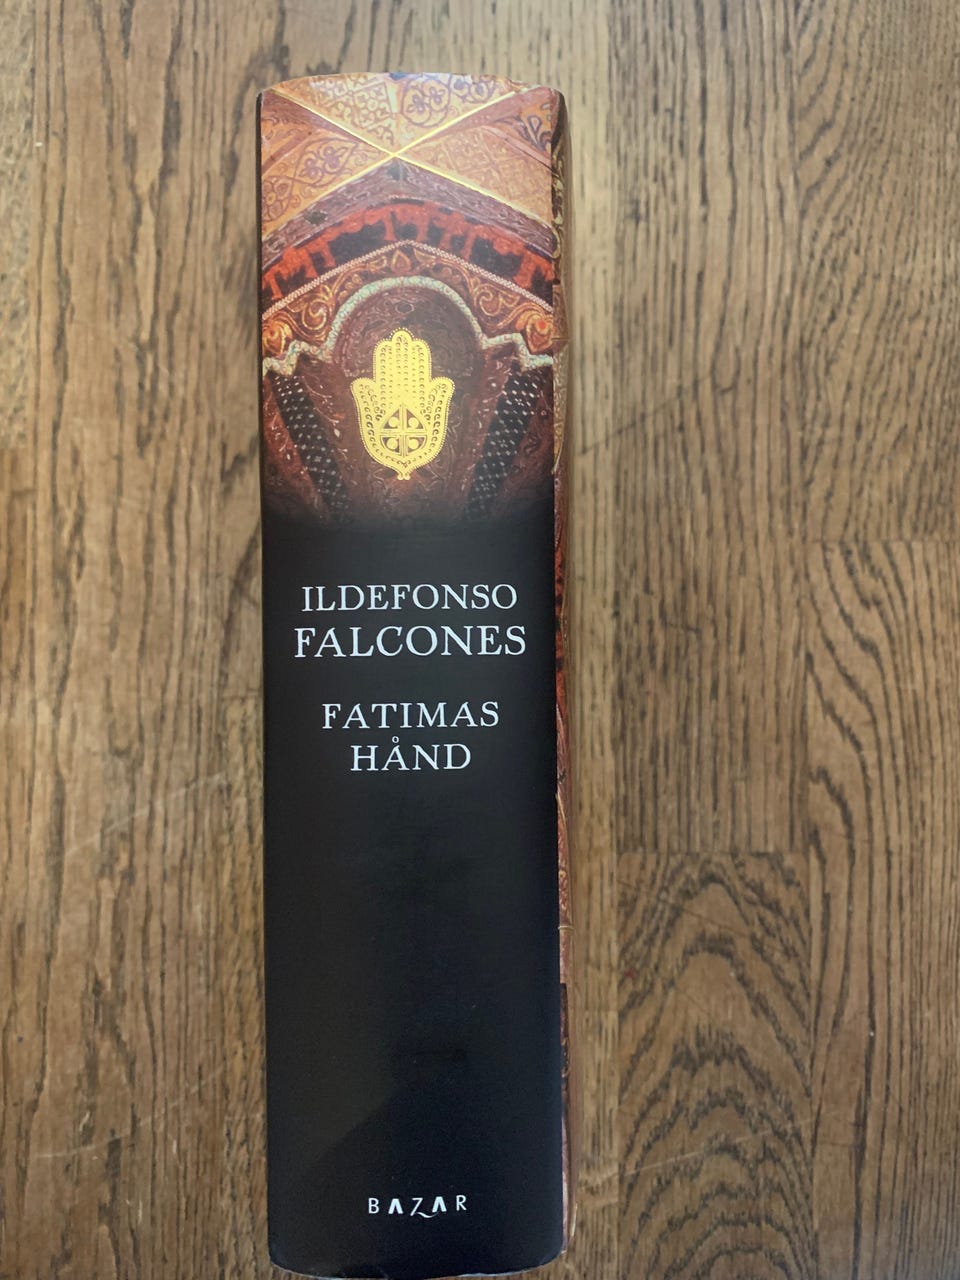 ILDEFONSO
FALCONES
FATIMAS
HÅND
BAZAR